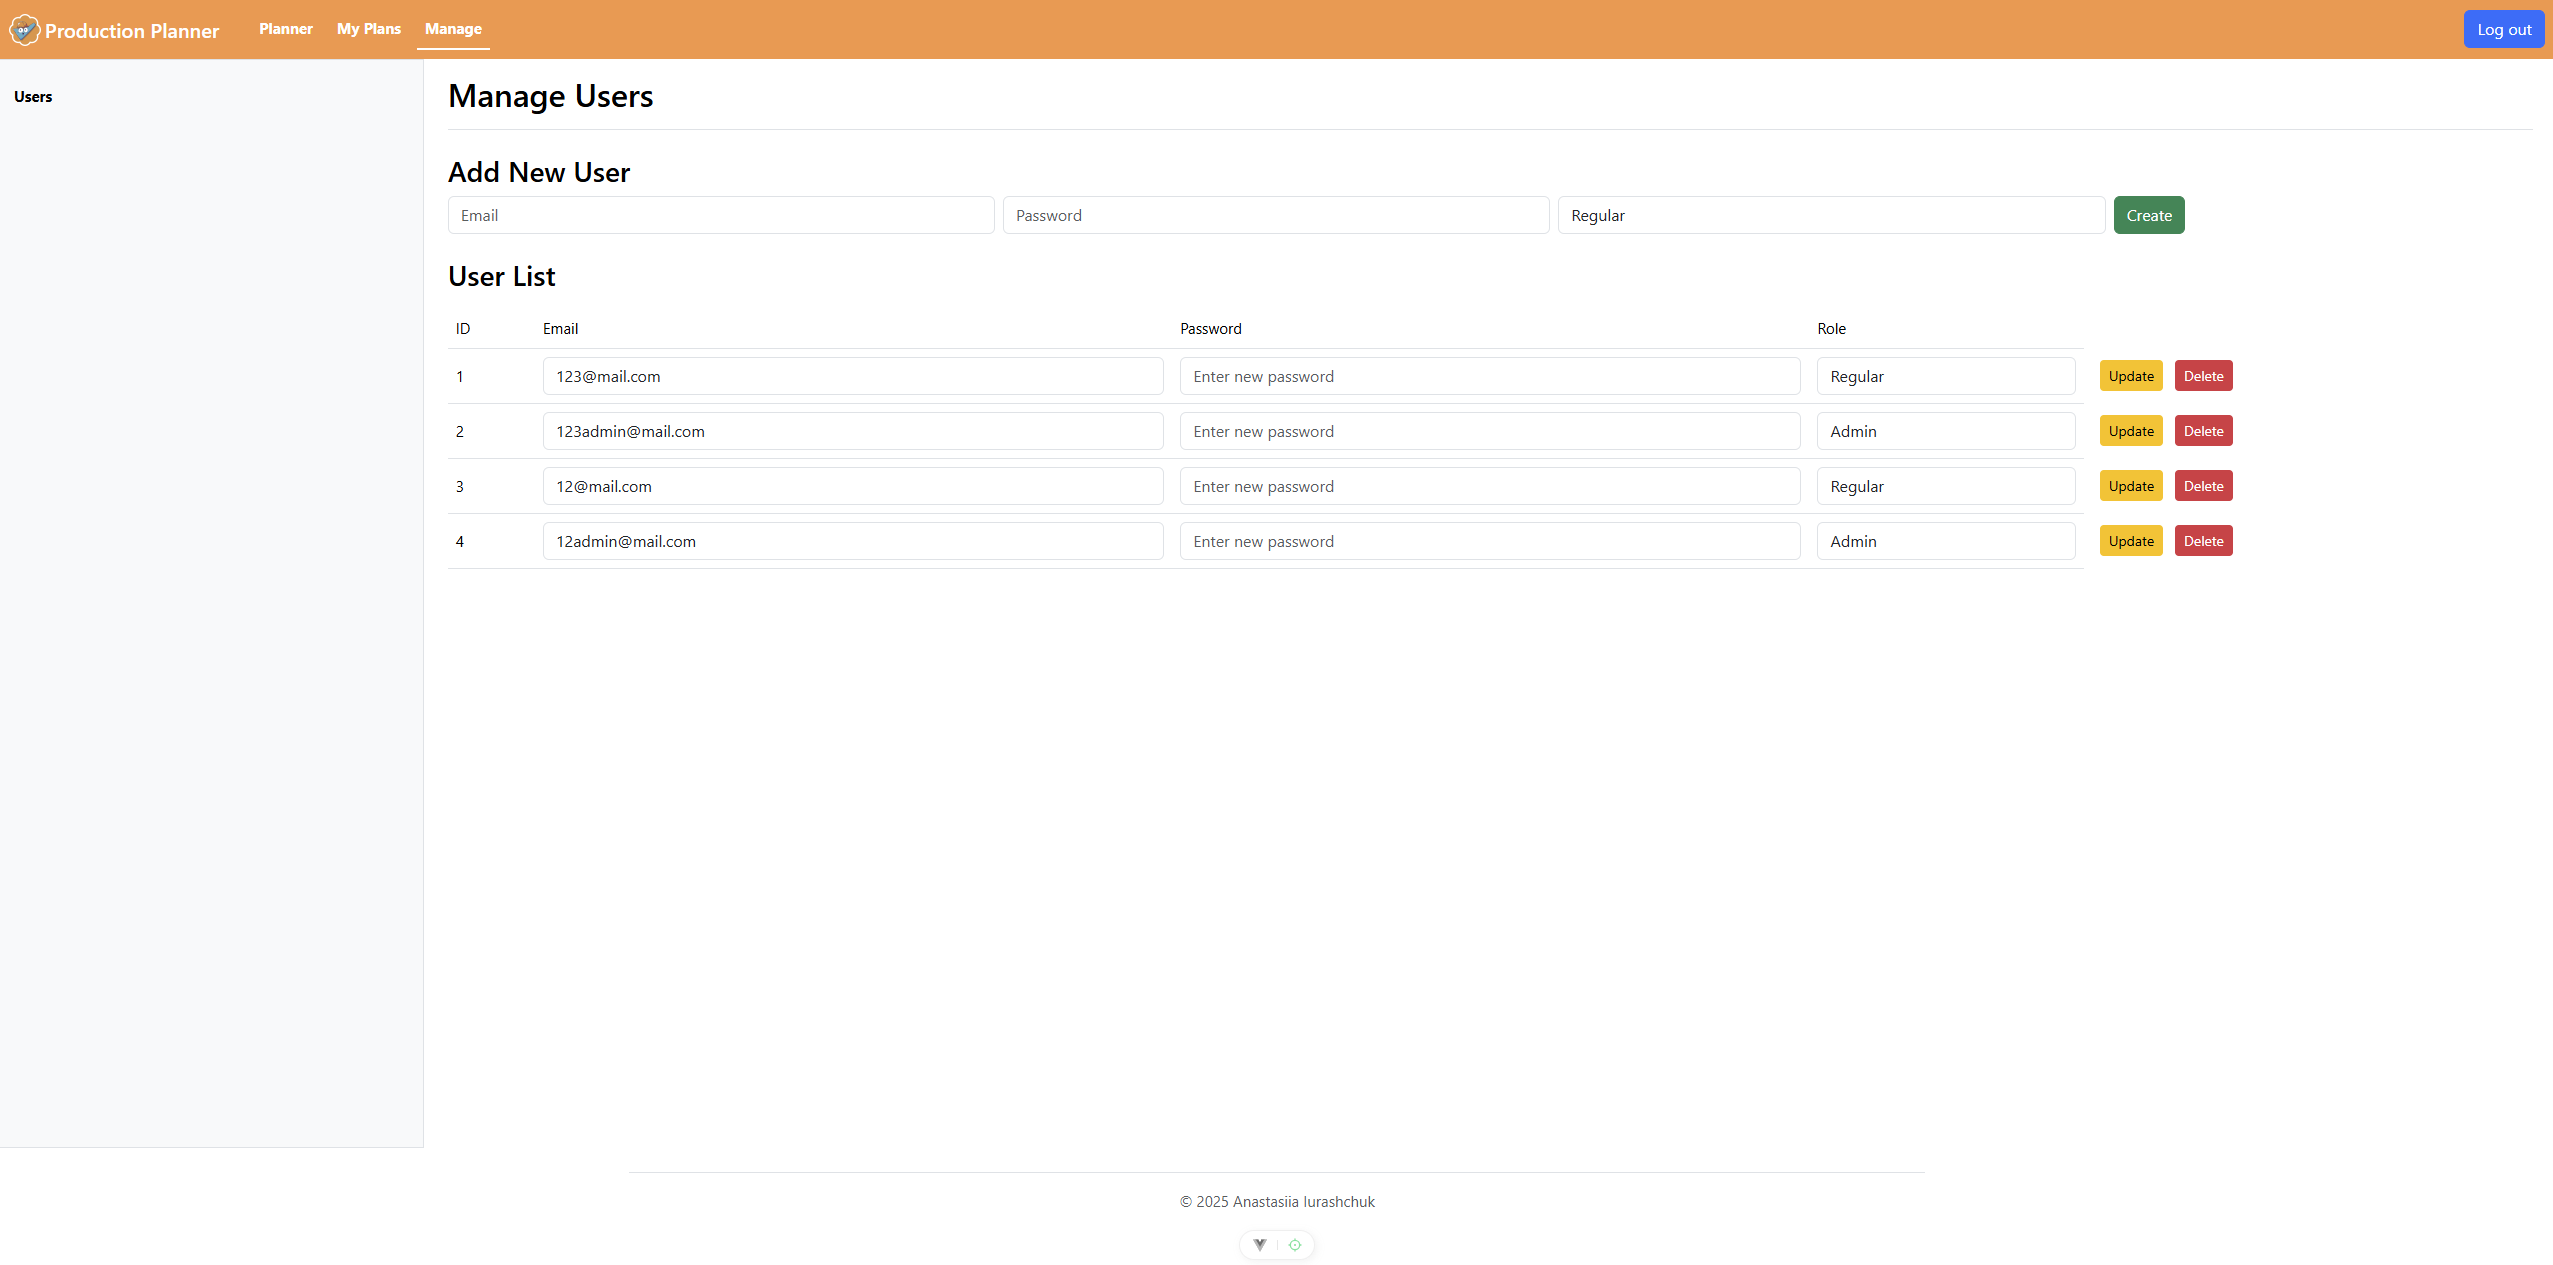 Production Planner Planner My Plans Manage Log out
Users
Manage Users
Add New User
Email Password Regular Create
User List
ID Email Password Role
1 123@mail.com Enter new password Regular Update Delete
2 123admin@mail.com Enter new password Admin Update Delete
3 12@mail.com Enter new password Regular Update Delete
4 12admin@mail.com Enter new password Admin Update Delete
© 2025 Anastasiia Iurashchuk